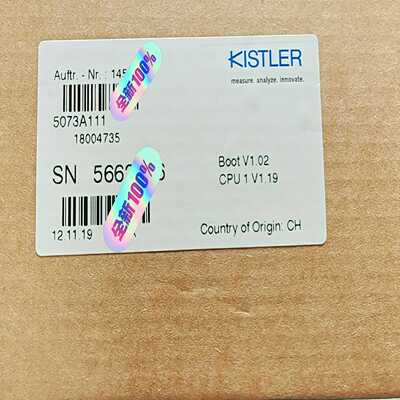 KISTLER
measure. analyze. innovate.
Auftr. - Nr. : 145
全新100%
5073A111
18004735
SN 566
全新100%
Boot V1.02
CPU 1 V1.19
12.11.19
Country of Origin: CH